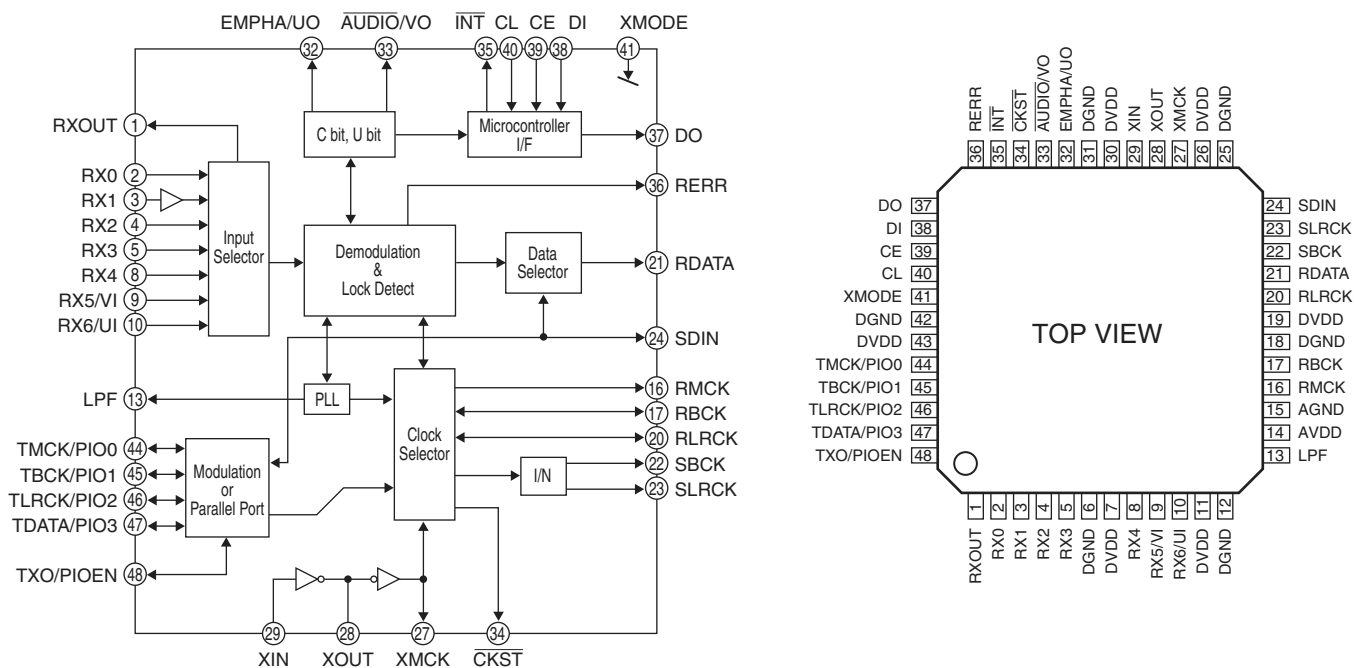 EMPHA/UO AUDIO/VO INT CL CE DI XMODE
32 33 35 40 39 38 41
RXOUT 1
RX0 2
RX1 3
RX2 4
RX3 5
RX4 8
RX5/VI 9
RX6/UI 10
LPF 13
TMCK/PIO0 44
TBCK/PIO1 45
TLRCK/PIO2 46
TDATA/PIO3 47
TXO/PIOEN 48
Input
Selector
C bit, U bit
Microcontroller
I/F
Demodulation
&
Lock Detect
Data
Selector
PLL
Clock
Selector
I/N
Modulation
or
Parallel Port
37 DO
36 RERR
21 RDATA
24 SDIN
16 RMCK
17 RBCK
20 RLRCK
22 SBCK
23 SLRCK
29 28 27 34
XIN XOUT XMCK CKST
RERR
INT
CKST
AUDIO/VO
EMPHA/UO
DGND
DVDD
XIN
XOUT
XMCK
DVDD
DGND
36 35 34 33 32 31 30 29 28 27 26 25
DO 37
DI 38
CE 39
CL 40
XMODE 41
DGND 42
DVDD 43
TMCK/PIO0 44
TBCK/PIO1 45
TLRCK/PIO2 46
TDATA/PIO3 47
TXO/PIOEN 48
TOP VIEW
24 SDIN
23 SLRCK
22 SBCK
21 RDATA
20 RLRCK
19 DVDD
18 DGND
17 RBCK
16 RMCK
15 AGND
14 AVDD
13 LPF
1 2 3 4 5 6 7 8 9 10 11 12
RXOUT
RX0
RX1
RX2
RX3
DGND
DVDD
RX4
RX5/VI
RX6/UI
DVDD
DGND